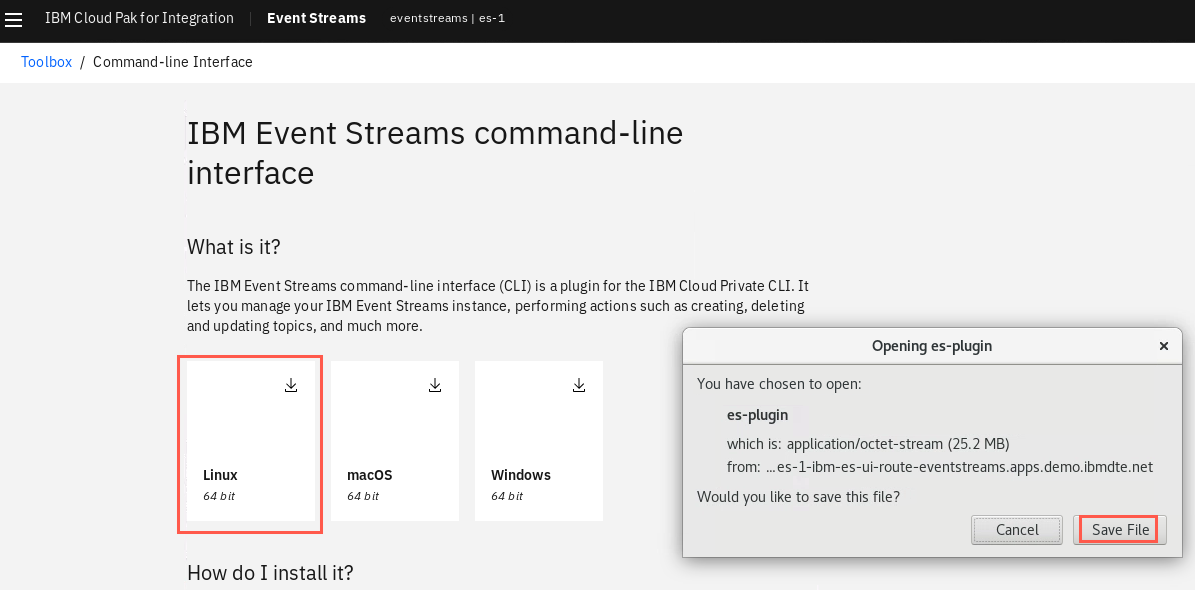 IBM Cloud Pak for Integration | Event Streams eventstreams | es-1
Toolbox / Command-line Interface
IBM Event Streams command-line
interface
What is it?
The IBM Event Streams command-line interface (CLI) is a plugin for the IBM Cloud Private CLI. It
lets you manage your IBM Event Streams instance, performing actions such as creating, deleting
and updating topics, and much more.
Linux
64 bit
macOS
64 bit
Windows
64 bit
How do I install it?
Opening es-plugin
You have chosen to open:
es-plugin
which is: application/octet-stream (25.2 MB)
from: ...es-1-ibm-es-ui-route-eventstreams.apps.demo.ibmdte.net
Would you like to save this file?
Cancel Save File